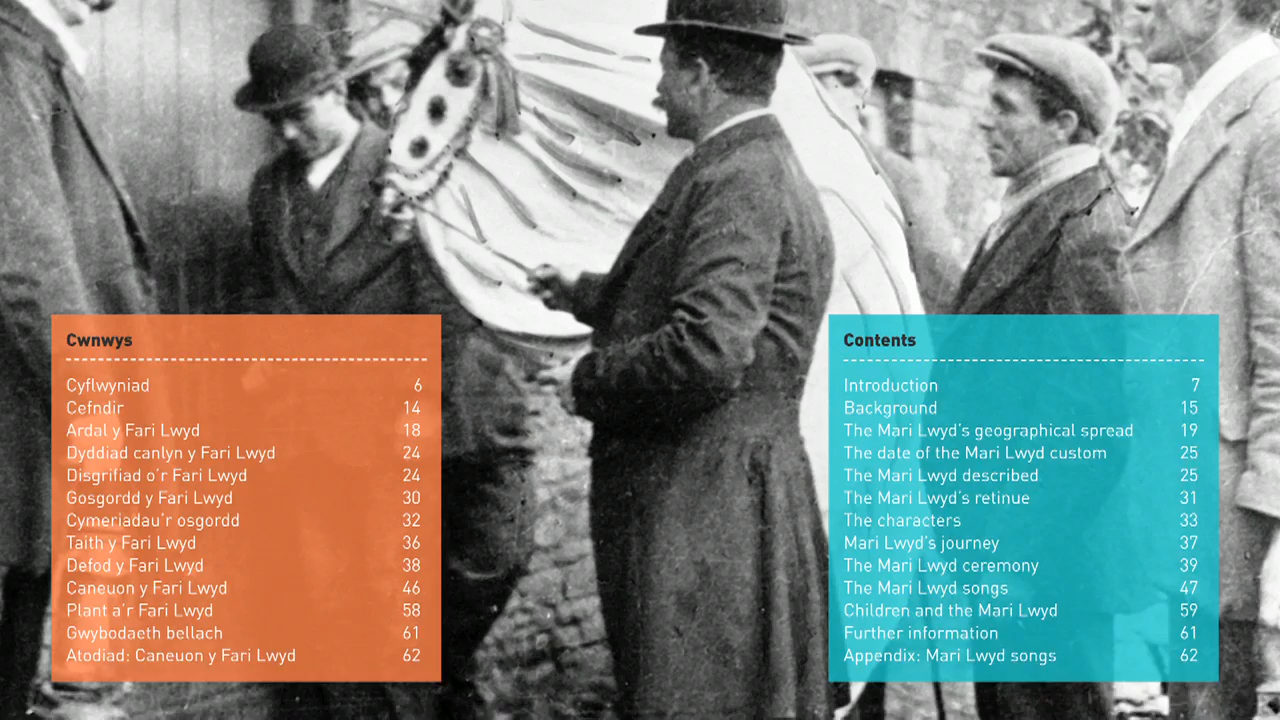 Cwnwys
Cyflwyniad 6
Cefndir 14
Ardal y Fari Lwyd 18
Dyddiad canlyn y Fari Lwyd 24
Disgrifiad o'r Fari Lwyd 24
Gosgordd y Fari Lwyd 30
Cymeriadau'r osgordd 32
Taith y Fari Lwyd 36
Defod y Fari Lwyd 38
Caneuon y Fari Lwyd 46
Plant a'r Fari Lwyd 58
Gwybodaeth bellach 61
Atodiad: Caneuon y Fari Lwyd 62
Contents
Introduction 7
Background 15
The Mari Lwyd's geographical spread 19
The date of the Mari Lwyd custom 25
The Mari Lwyd described 25
The Mari Lwyd's retinue 31
The characters 33
Mari Lwyd's journey 37
The Mari Lwyd ceremony 39
The Mari Lwyd songs 47
Children and the Mari Lwyd 59
Further information 61
Appendix: Mari Lwyd songs 62